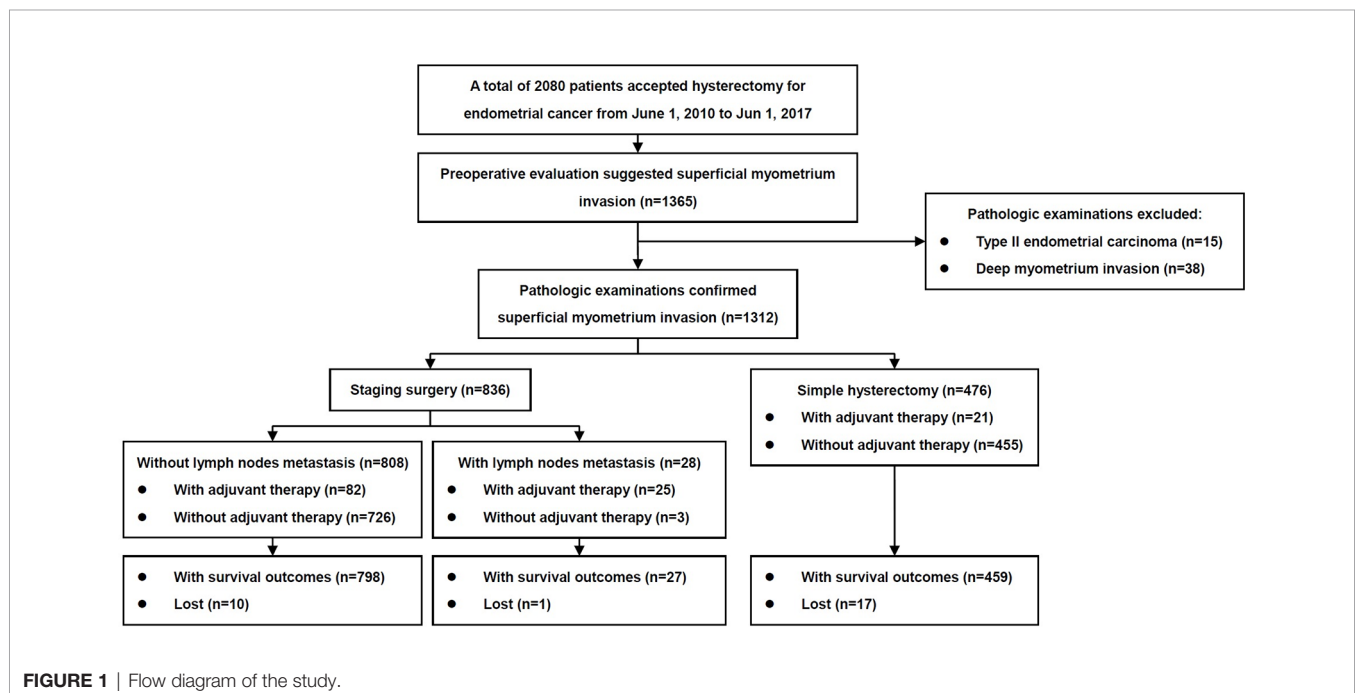 A total of 2080 patients accepted hysterectomy for
endometrial cancer from June 1, 2010 to Jun 1, 2017
Preoperative evaluation suggested superficial myometrium
invasion (n=1365)
Pathologic examinations excluded:
● Type II endometrial carcinoma (n=15)
● Deep myometrium invasion (n=38)
Pathologic examinations confirmed
superficial myometrium invasion (n=1312)
Staging surgery (n=836)
Simple hysterectomy (n=476)
● With adjuvant therapy (n=21)
● Without adjuvant therapy (n=455)
Without lymph nodes metastasis (n=808)
● With adjuvant therapy (n=82)
● Without adjuvant therapy (n=726)
With lymph nodes metastasis (n=28)
● With adjuvant therapy (n=25)
● Without adjuvant therapy (n=3)
● With survival outcomes (n=798)
● Lost (n=10)
● With survival outcomes (n=27)
● Lost (n=1)
● With survival outcomes (n=459)
● Lost (n=17)
FIGURE 1 | Flow diagram of the study.